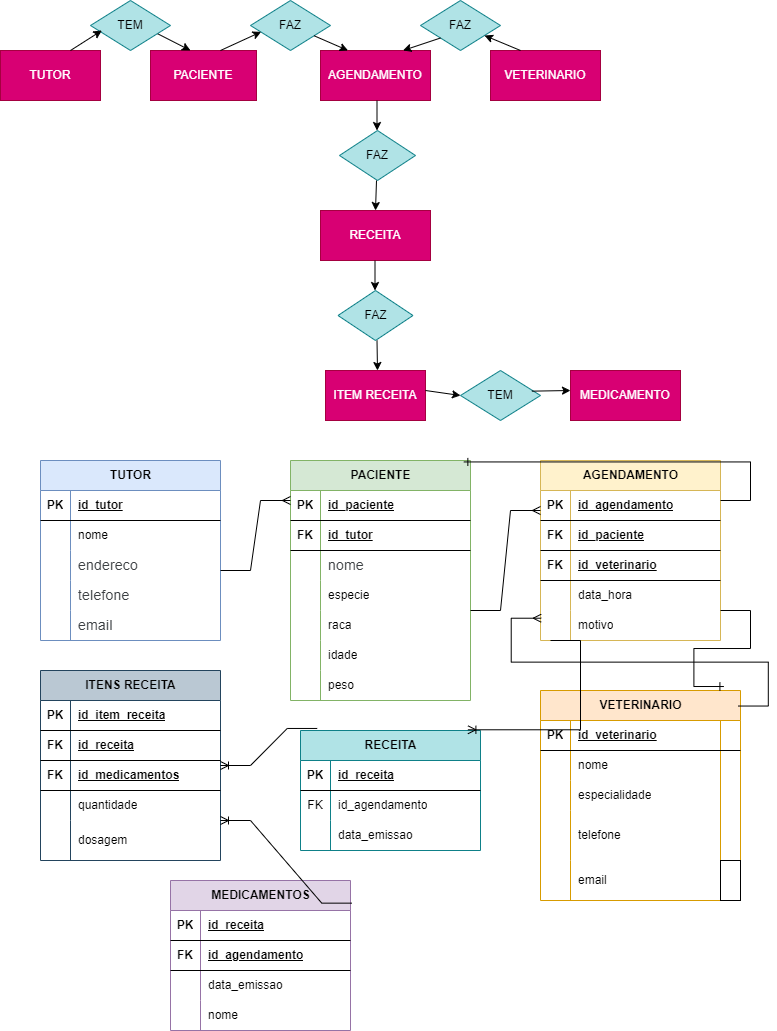 TEM
FAZ
FAZ
TUTOR
PACIENTE
AGENDAMENTO
VETERINARIO
FAZ
RECEITA
FAZ
ITEM RECEITA
TEM
MEDICAMENTO
TUTOR
PK id_tutor
nome
endereco
telefone
email
PACIENTE
PK id_paciente
FK id_tutor
nome
especie
raca
idade
peso
AGENDAMENTO
PK id_agendamento
FK id_paciente
FK id_veterinario
data_hora
motivo
ITENS RECEITA
PK id_item_receita
FK id_receita
FK id_medicamentos
quantidade
dosagem
RECEITA
PK id_receita
FK id_agendamento
data_emissao
VETERINARIO
PK id_veterinario
nome
especialidade
telefone
email
MEDICAMENTOS
PK id_receita
FK id_agendamento
data_emissao
nome